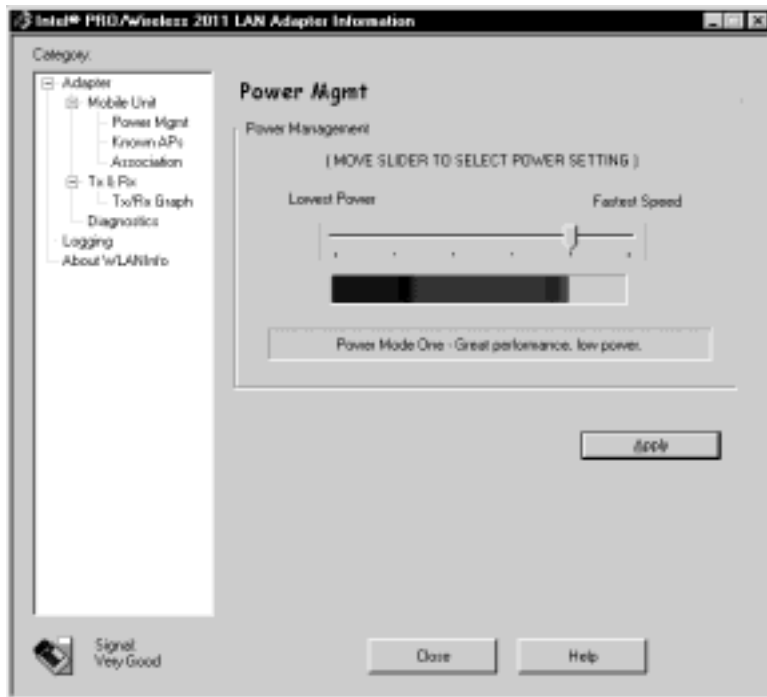 Intel® PRO/Wireless 2011 LAN Adapter Information
Category:
Adapter
Mobile Unit
Power Mgmt
Known APs
Association
Tx & Rx
Tx/Rx Graph
Diagnostics
Logging
About WLANInfo
Power Mgmt
Power Management
( MOVE SLIDER TO SELECT POWER SETTING )
Lowest Power Fastest Speed
Power Mode One - Great performance, low power.
Apply
Signal:
Very Good
Close Help